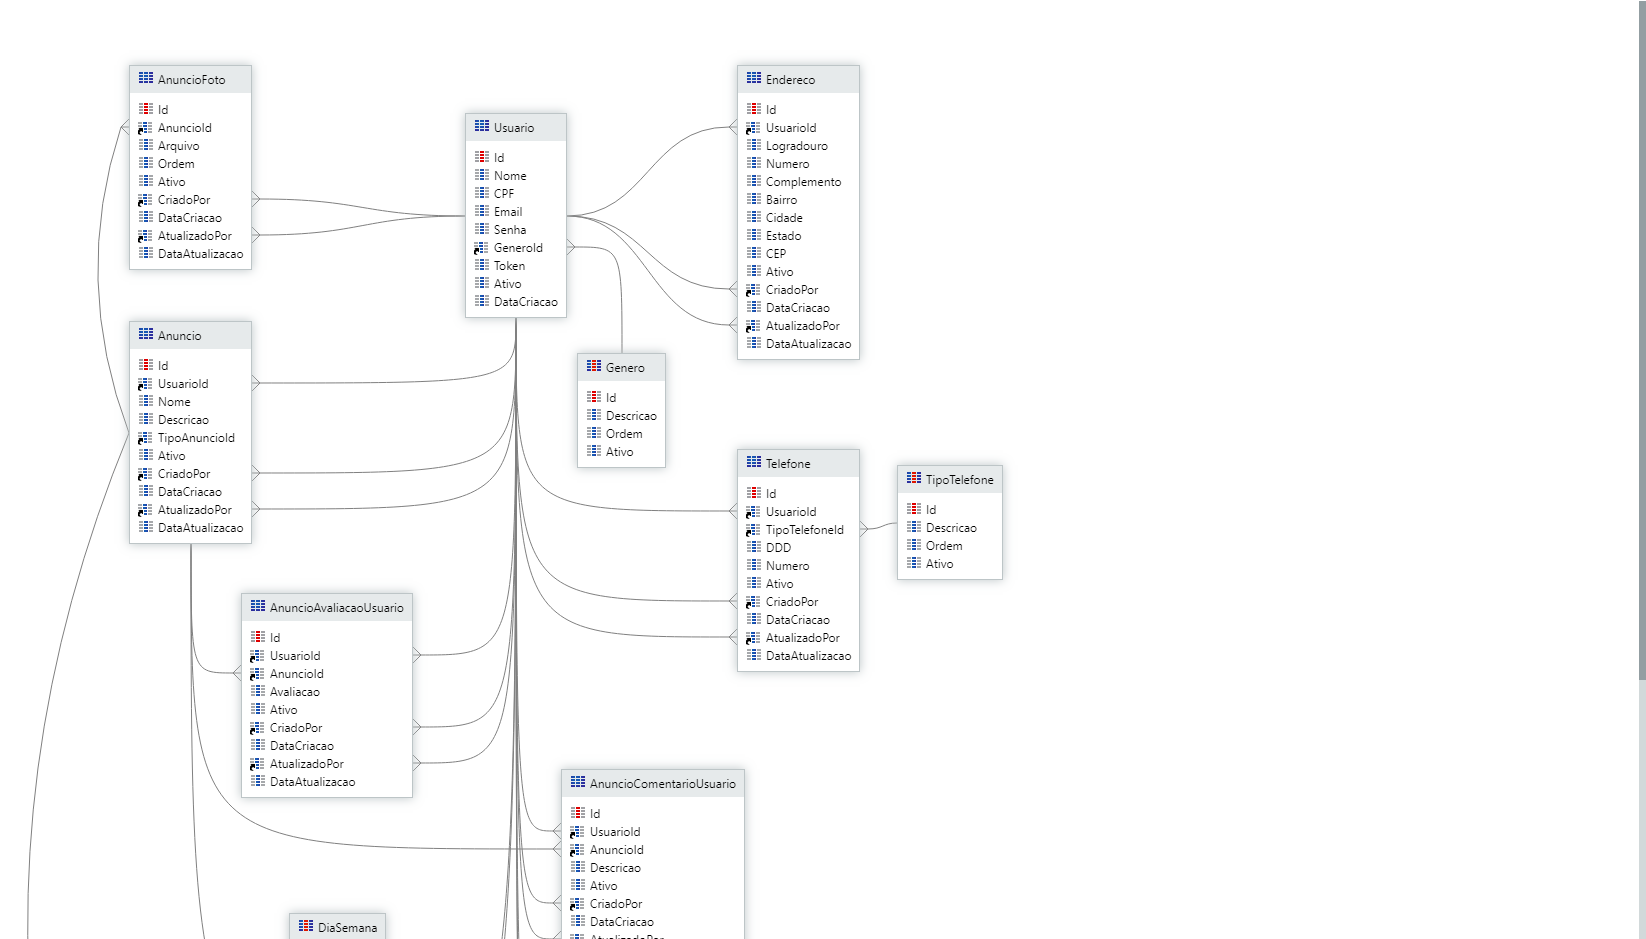 AnuncioFoto
Id
AnuncioId
Arquivo
Ordem
Ativo
CriadoPor
DataCriacao
AtualizadoPor
DataAtualizacao
Usuario
Id
Nome
CPF
Email
Senha
GeneroId
Token
Ativo
DataCriacao
Endereco
Id
UsuarioId
Logradouro
Numero
Complemento
Bairro
Cidade
Estado
CEP
Ativo
CriadoPor
DataCriacao
AtualizadoPor
DataAtualizacao
Anuncio
Id
UsuarioId
Nome
Descricao
TipoAnuncioId
Ativo
CriadoPor
DataCriacao
AtualizadoPor
DataAtualizacao
Genero
Id
Descricao
Ordem
Ativo
Telefone
Id
UsuarioId
TipoTelefoneId
DDD
Numero
Ativo
CriadoPor
DataCriacao
AtualizadoPor
DataAtualizacao
TipoTelefone
Id
Descricao
Ordem
Ativo
AnuncioAvaliacaoUsuario
Id
UsuarioId
AnuncioId
Avaliacao
Ativo
CriadoPor
DataCriacao
AtualizadoPor
DataAtualizacao
AnuncioComentarioUsuario
Id
UsuarioId
AnuncioId
Descricao
Ativo
CriadoPor
DataCriacao
AtualizadoPor
DiaSemana